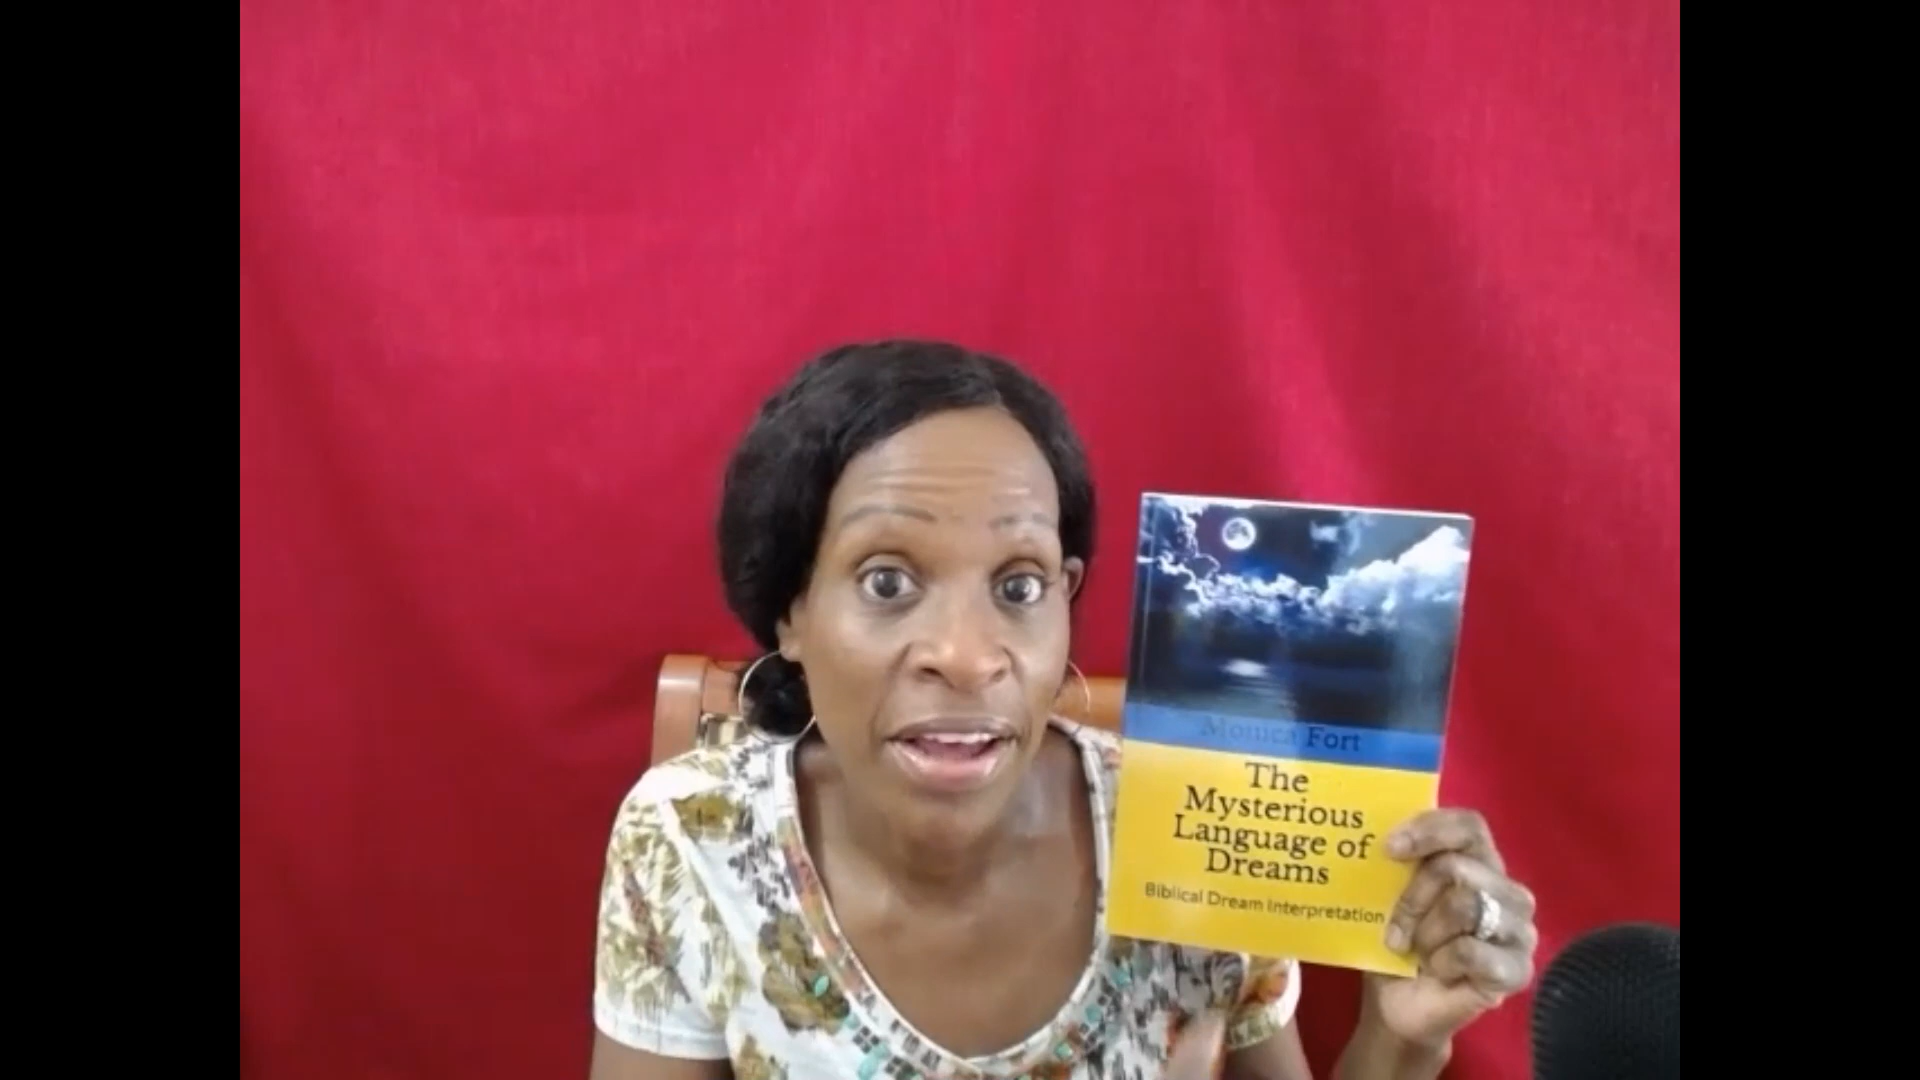 Monica Fort
The
Mysterious
Language of
Dreams
Biblical Dream Interpretation